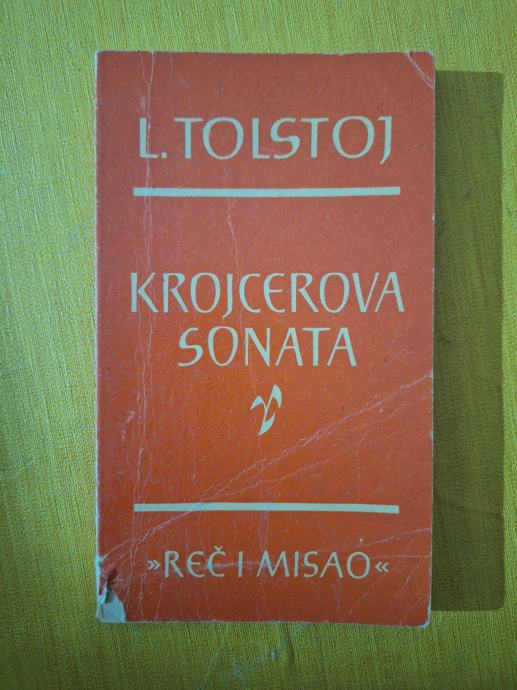 L. TOLSTOJ
KROJCEROVA
SONATA
»REČ I MISAO«